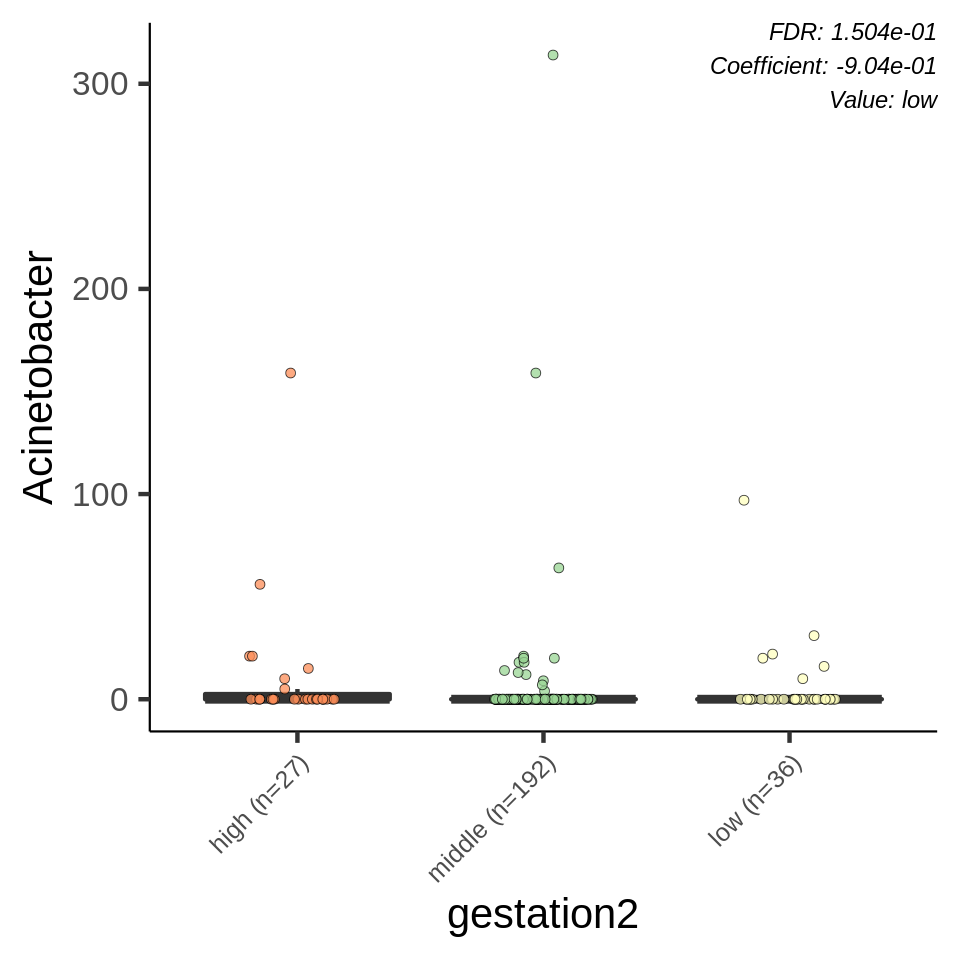 FDR: 1.504e-01
Coefficient: -9.04e-01
Value: low
300
200
100
0
Acinetobacter
high (n=27)
middle (n=192)
low (n=36)
gestation2